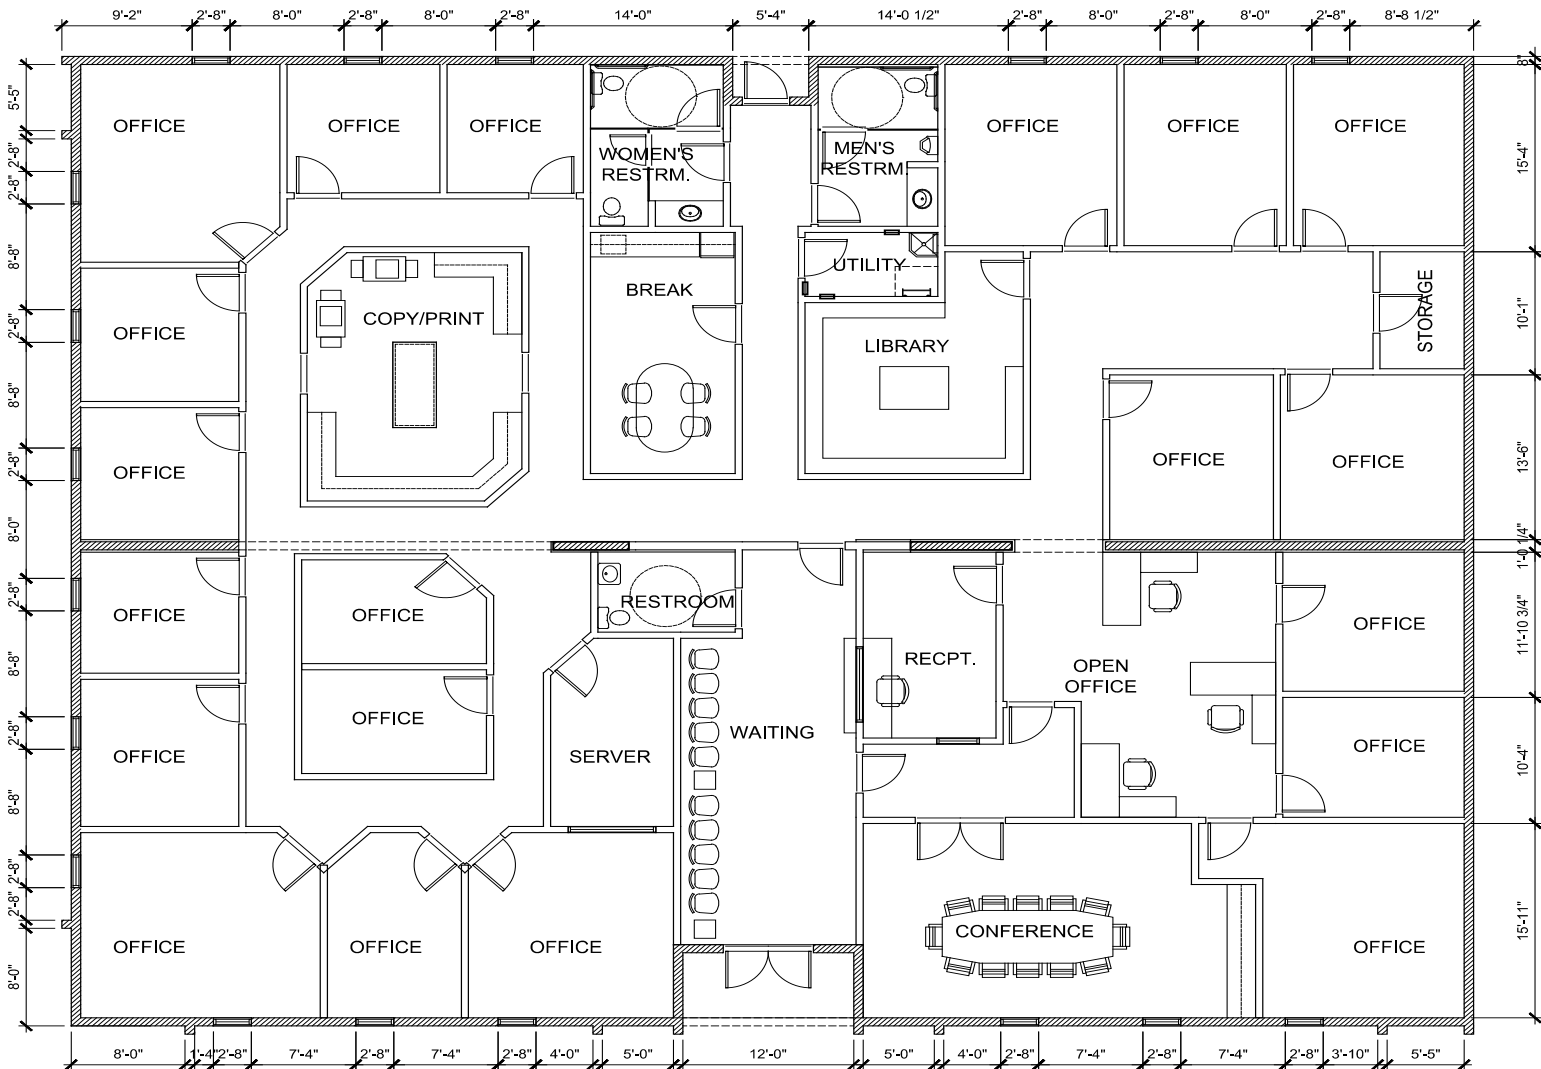 9'-2" 2'-8" 8'-0" 2'-8" 8'-0" 2'-8" 14'-0" 5'-4" 14'-0 1/2" 2'-8" 8'-0" 2'-8" 8'-0" 2'-8" 8'-8 1/2"
8"
5'-5"
2'-8"
2'-8"
8'-8"
2'-8"
8'-8"
2'-8"
8'-0"
2'-8"
8'-8"
2'-8"
8'-8"
2'-8"
2'-8"
8'-0"
OFFICE OFFICE OFFICE
WOMEN'S
RESTRM.
MEN'S
RESTRM.
OFFICE OFFICE OFFICE
15'-4"
UTILITY
BREAK
COPY/PRINT
OFFICE
LIBRARY
STORAGE
10'-1"
OFFICE
OFFICE
OFFICE
13'-6"
1'-0 1/4"
OFFICE
OFFICE
RESTROOM
RECPT.
OPEN
OFFICE
OFFICE
11'-10 3/4"
OFFICE
OFFICE
SERVER
WAITING
OFFICE
10'-4"
OFFICE
OFFICE
OFFICE
CONFERENCE
OFFICE
15'-11"
8'-0" 1'-4" 2'-8" 7'-4" 2'-8" 7'-4" 2'-8" 4'-0" 5'-0" 12'-0" 5'-0" 4'-0" 2'-8" 7'-4" 2'-8" 7'-4" 2'-8" 3'-10" 5'-5"